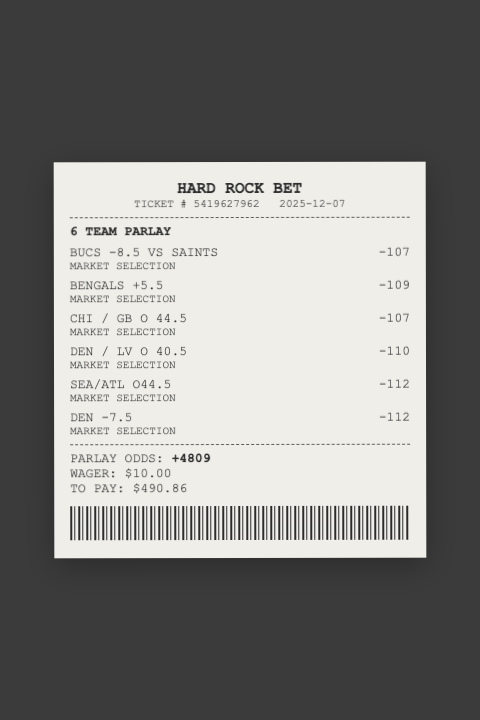 HARD ROCK BET
TICKET # 5419627962 2025-12-07
6 TEAM PARLAY
BUCS -8.5 VS SAINTS -107
MARKET SELECTION
BENGALS +5.5 -109
MARKET SELECTION
CHI / GB O 44.5 -107
MARKET SELECTION
DEN / LV O 40.5 -110
MARKET SELECTION
SEA/ATL O44.5 -112
MARKET SELECTION
DEN -7.5 -112
MARKET SELECTION
PARLAY ODDS: +4809
WAGER: $10.00
TO PAY: $490.86